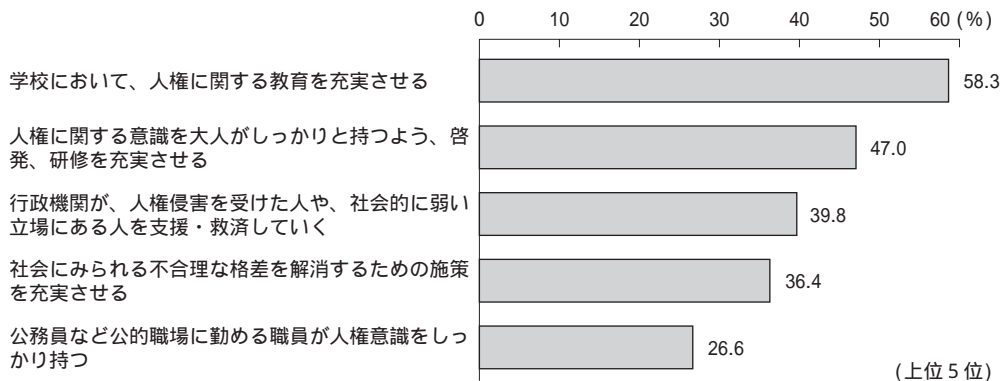 0 10 20 30 40 50 60 (%)
学校において、人権に関する教育を充実させる
58.3
人権に関する意識を大人がしっかりと持つよう、啓
発、研修を充実させる
47.0
行政機関が、人権侵害を受けた人や、社会的に弱い
立場にある人を支援・救済していく
39.8
社会にみられる不合理な格差を解消するための施策
を充実させる
36.4
公務員など公的職場に勤める職員が人権意識をしっ
かり持つ
26.6
(上位5位)